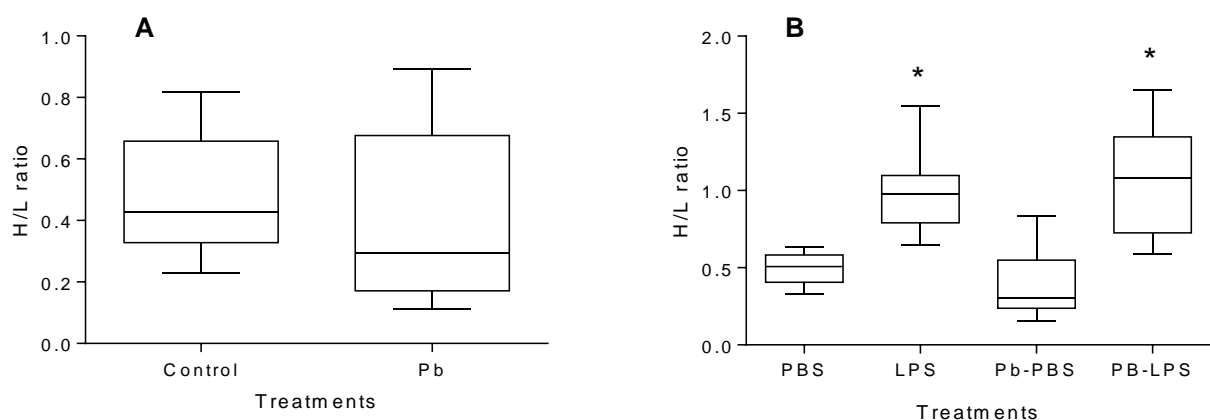 A
H/L ratio
1.0
0.8
0.6
0.4
0.2
0.0
Control Pb
Treatments
B
H/L ratio
2.0
1.5
1.0
0.5
0.0
* *
PBS LPS Pb-PBS PB-LPS
Treatments